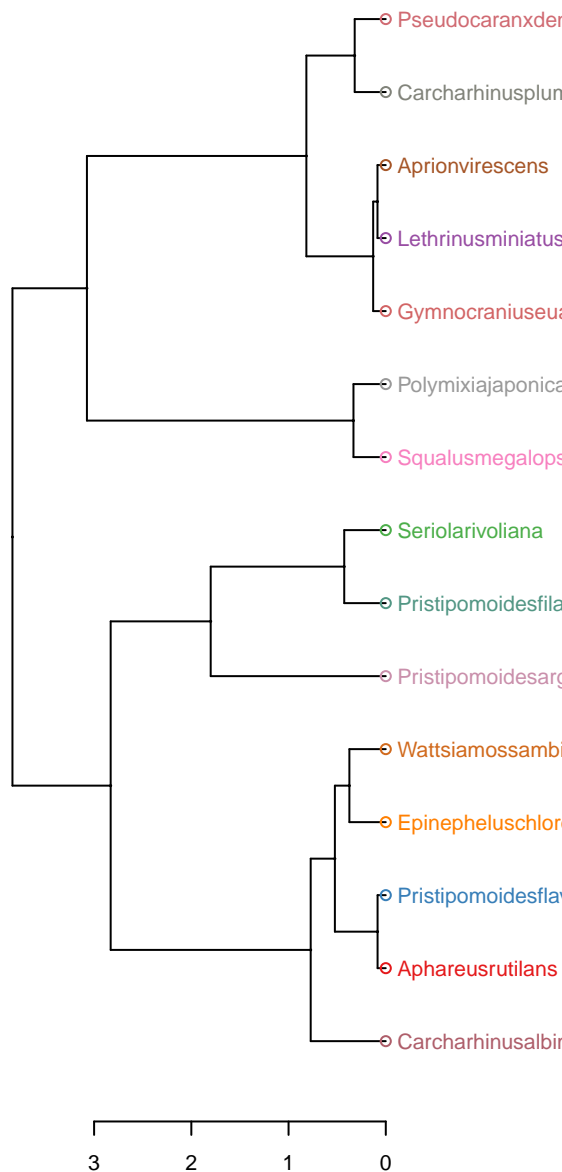 Pseudocaranxder
Carcharhinusplum
Aprionvirescens
Lethrinusminiatus
Gymnocraniuseua
Polymixiajaponica
Squalusmegalops
Seriolarivoliana
Pristipomoidesfila
Pristipomoidesarg
Wattsiamossambi
Epinepheluschlor
Pristipomoidesflav
Aphareusrutilans
Carcharhinusalbin
3 2 1 0